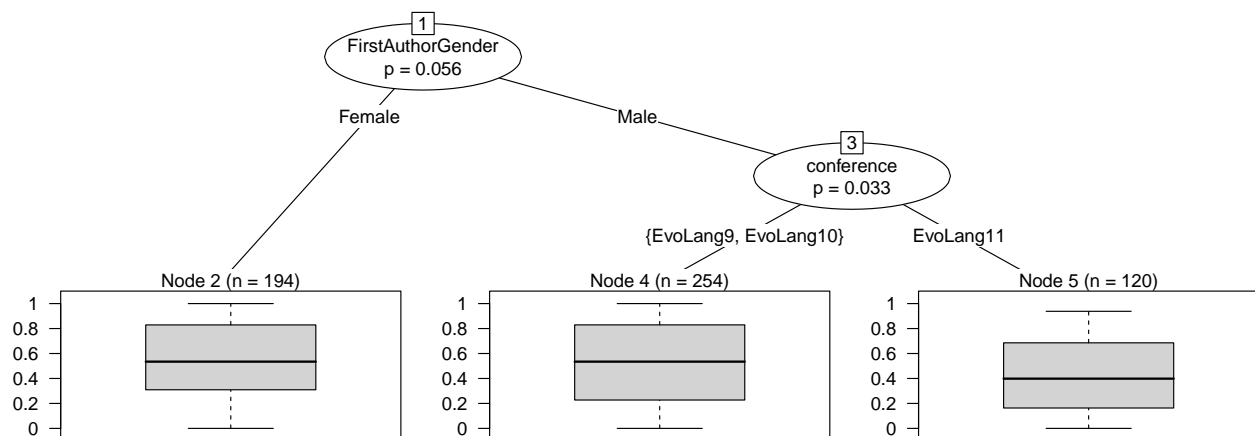 1
FirstAuthorGender
p = 0.056
Female
Male
3
conference
p = 0.033
{EvoLang9, EvoLang10}
EvoLang11
Node 2 (n = 194)
1
0.8
0.6
0.4
0.2
0
Node 4 (n = 254)
1
0.8
0.6
0.4
0.2
0
Node 5 (n = 120)
1
0.8
0.6
0.4
0.2
0